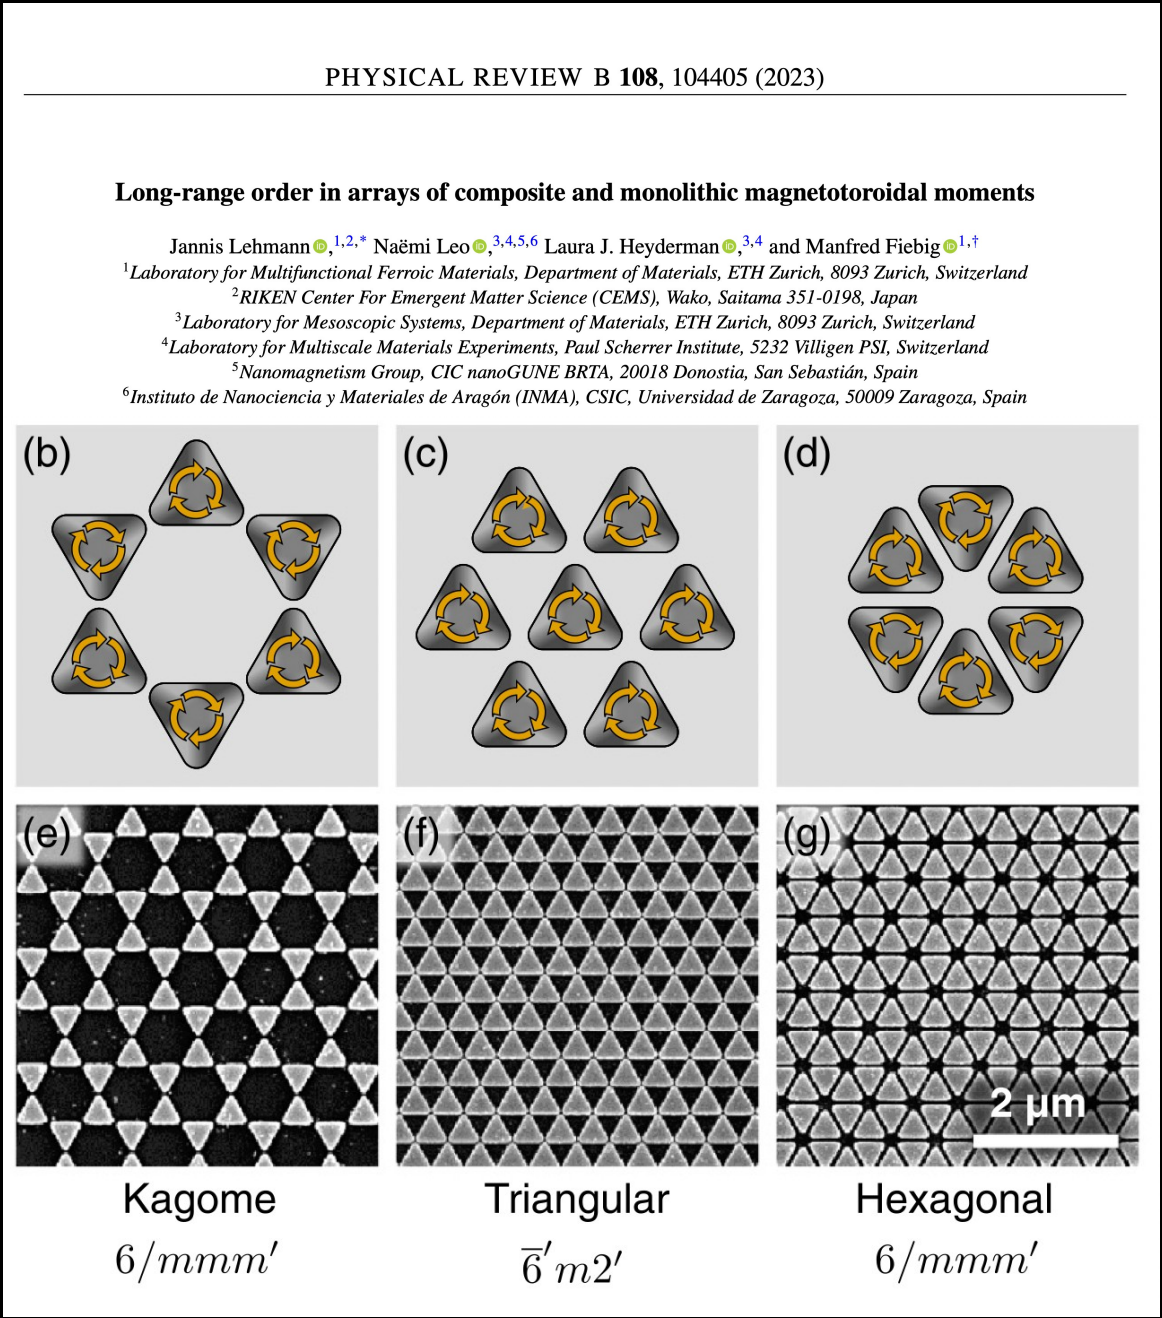 PHYSICAL REVIEW B 108, 104405 (2023)
Long-range order in arrays of composite and monolithic magnetotoroidal moments
Jannis Lehmann iD,1,2,* Naëmi Leo iD,3,4,5,6 Laura J. Heyderman iD,3,4 and Manfred Fiebig iD1,†
1Laboratory for Multifunctional Ferroic Materials, Department of Materials, ETH Zurich, 8093 Zurich, Switzerland
2RIKEN Center For Emergent Matter Science (CEMS), Wako, Saitama 351-0198, Japan
3Laboratory for Mesoscopic Systems, Department of Materials, ETH Zurich, 8093 Zurich, Switzerland
4Laboratory for Multiscale Materials Experiments, Paul Scherrer Institute, 5232 Villigen PSI, Switzerland
5Nanomagnetism Group, CIC nanoGUNE BRTA, 20018 Donostia, San Sebastián, Spain
6Instituto de Nanociencia y Materiales de Aragón (INMA), CSIC, Universidad de Zaragoza, 50009 Zaragoza, Spain
(b) (c) (d)
(e) (f) (g)
2 μm
Kagome Triangular Hexagonal
6/mmm′ 6̅′m2′ 6/mmm′